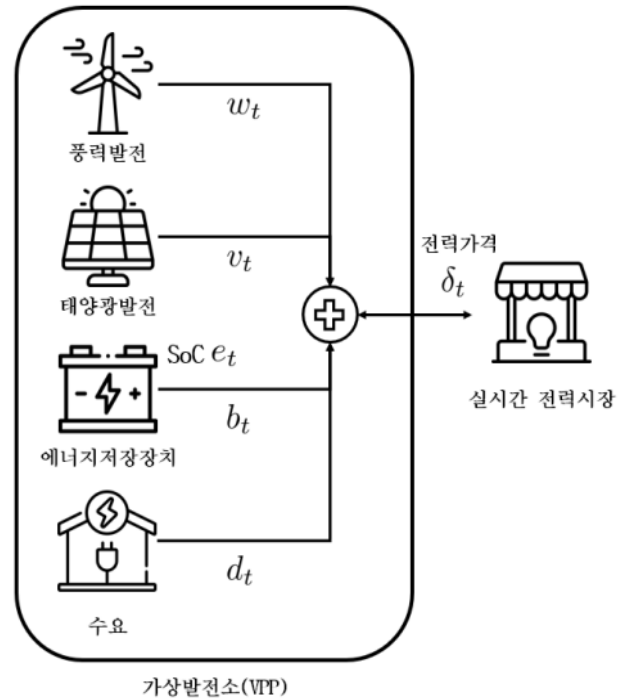 w_t
풍력발전
v_t
태양광발전
전력가격
δ_t
SoC e_t
b_t
에너지저장장치
실시간 전력시장
d_t
수요
가상발전소(VPP)